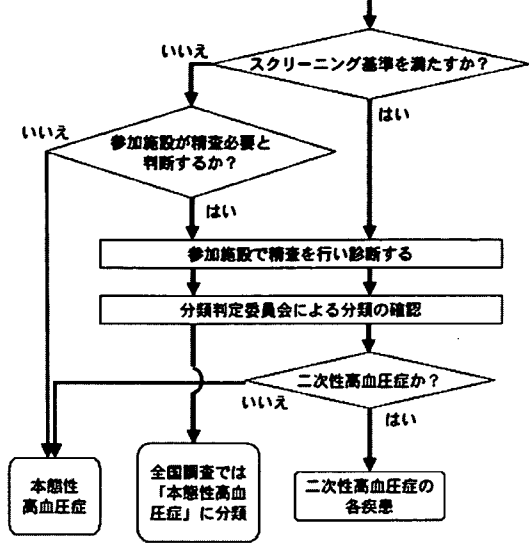 いいえ
スクリーニング基準を満たすか？
はい
いいえ
参加施設が精査必要と
判断するか？
はい
参加施設で精査を行い診断する
分類判定委員会による分類の確認
二次性高血圧症か？
いいえ
はい
本態性
高血圧症
全国調査では
「本態性高血
圧症」に分類
二次性高血圧症の
各疾患